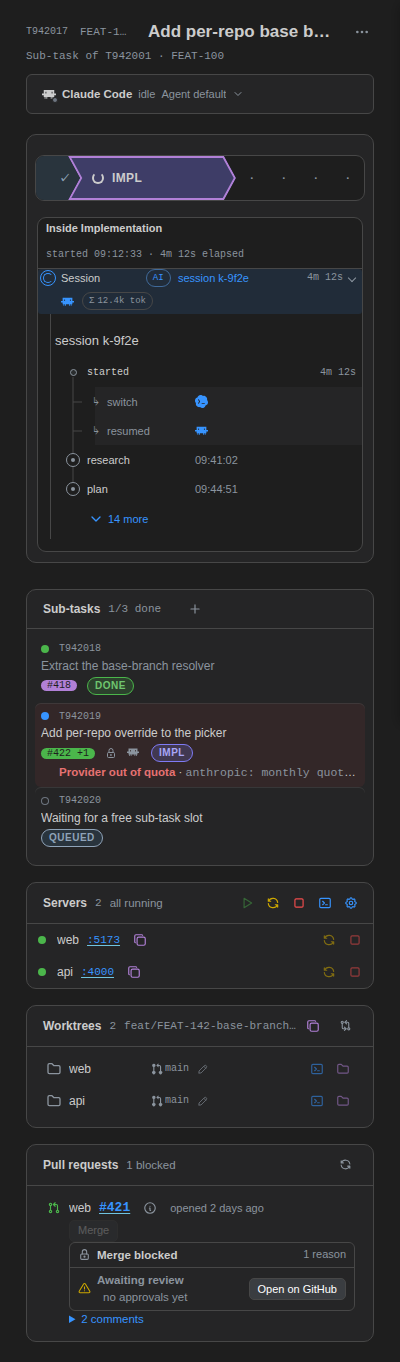 T942017 FEAT-1… Add per-repo base b… ···
Sub-task of T942001 · FEAT-100
Claude Code idle Agent default
✓ IMPL · · · ·
Inside Implementation
started 09:12:33 · 4m 12s elapsed
Session AI session k-9f2e 4m 12s
Σ 12.4k tok
session k-9f2e
started 4m 12s
↳ switch
↳ resumed
research 09:41:02
plan 09:44:51
14 more
Sub-tasks 1/3 done +
T942018
Extract the base-branch resolver
#418 DONE
T942019
Add per-repo override to the picker
#422 +1 IMPL
Provider out of quota · anthropic: monthly quot…
T942020
Waiting for a free sub-task slot
QUEUED
Servers 2 all running
web :5173
api :4000
Worktrees 2 feat/FEAT-142-base-branch…
web main
api main
Pull requests 1 blocked
web #421 opened 2 days ago
Merge
Merge blocked 1 reason
Awaiting review
no approvals yet
Open on GitHub
2 comments